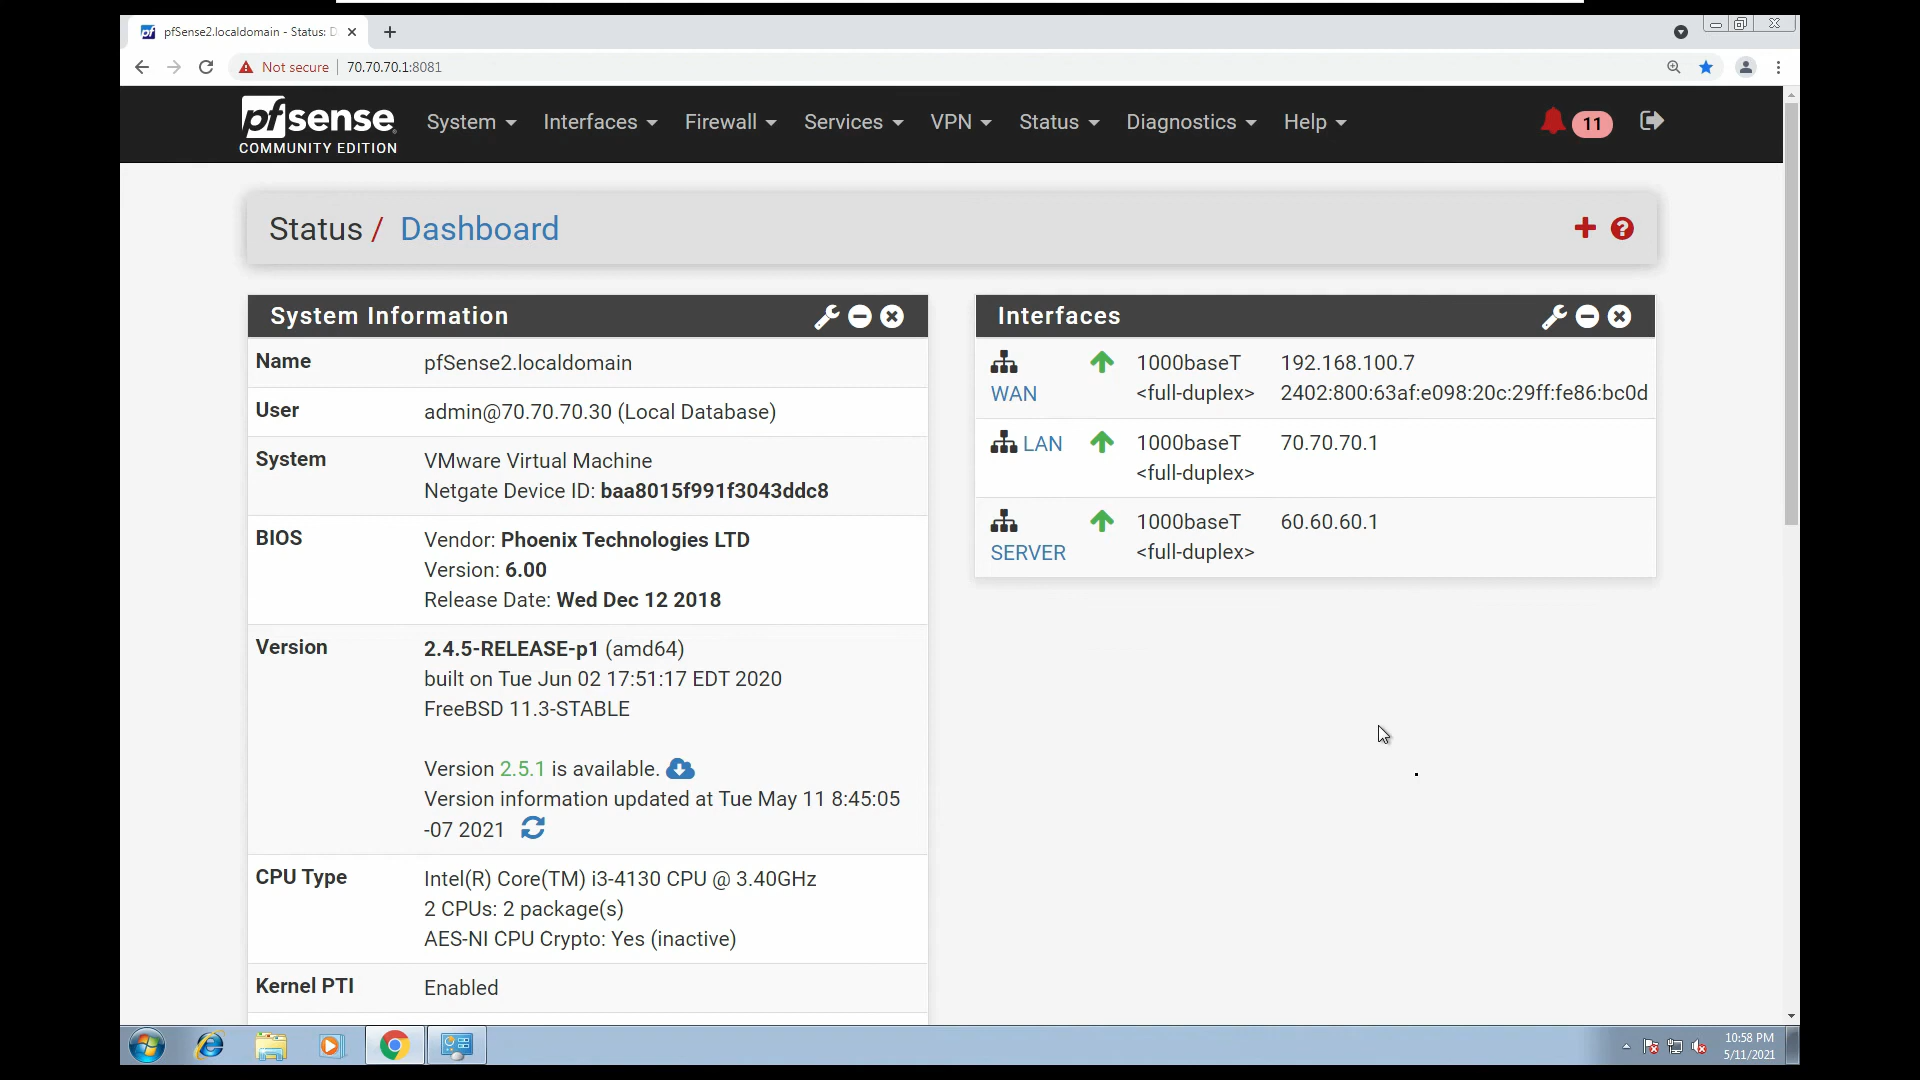 pfSense2.localdomain - Status: D
Not secure
70.70.70.1:8081
pfsense
COMMUNITY EDITION
System
Interfaces
Firewall
Services
VPN
Status
Diagnostics
Help
11
Status / Dashboard
System Information
Name
pfSense2.localdomain
User
admin@70.70.70.30 (Local Database)
System
VMware Virtual Machine
Netgate Device ID: baa8015f991f3043ddc8
BIOS
Vendor: Phoenix Technologies LTD
Version: 6.00
Release Date: Wed Dec 12 2018
Version
2.4.5-RELEASE-p1 (amd64)
built on Tue Jun 02 17:51:17 EDT 2020
FreeBSD 11.3-STABLE
Version 2.5.1 is available.
Version information updated at Tue May 11 8:45:05
-07 2021
CPU Type
Intel(R) Core(TM) i3-4130 CPU @ 3.40GHz
2 CPUs: 2 package(s)
AES-NI CPU Crypto: Yes (inactive)
Kernel PTI
Enabled
Interfaces
WAN
1000baseT
<full-duplex>
192.168.100.7
2402:800:63af:e098:20c:29ff:fe86:bc0d
LAN
1000baseT
<full-duplex>
70.70.70.1
SERVER
1000baseT
<full-duplex>
60.60.60.1
10:58 PM
5/11/2021